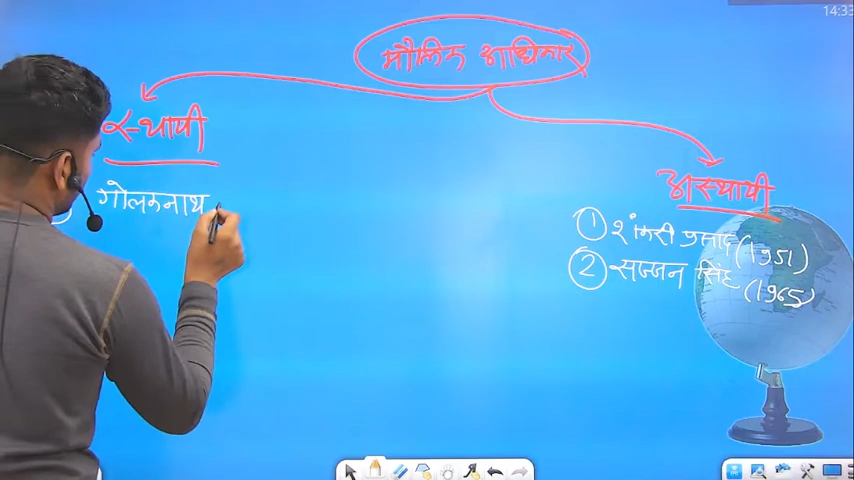 14:33
मौलिक अधिकार
स्थायी
अस्थायी
गोलकनाथ
① शंकरी प्रसाद (1951)
② सज्जन सिंह (1965)